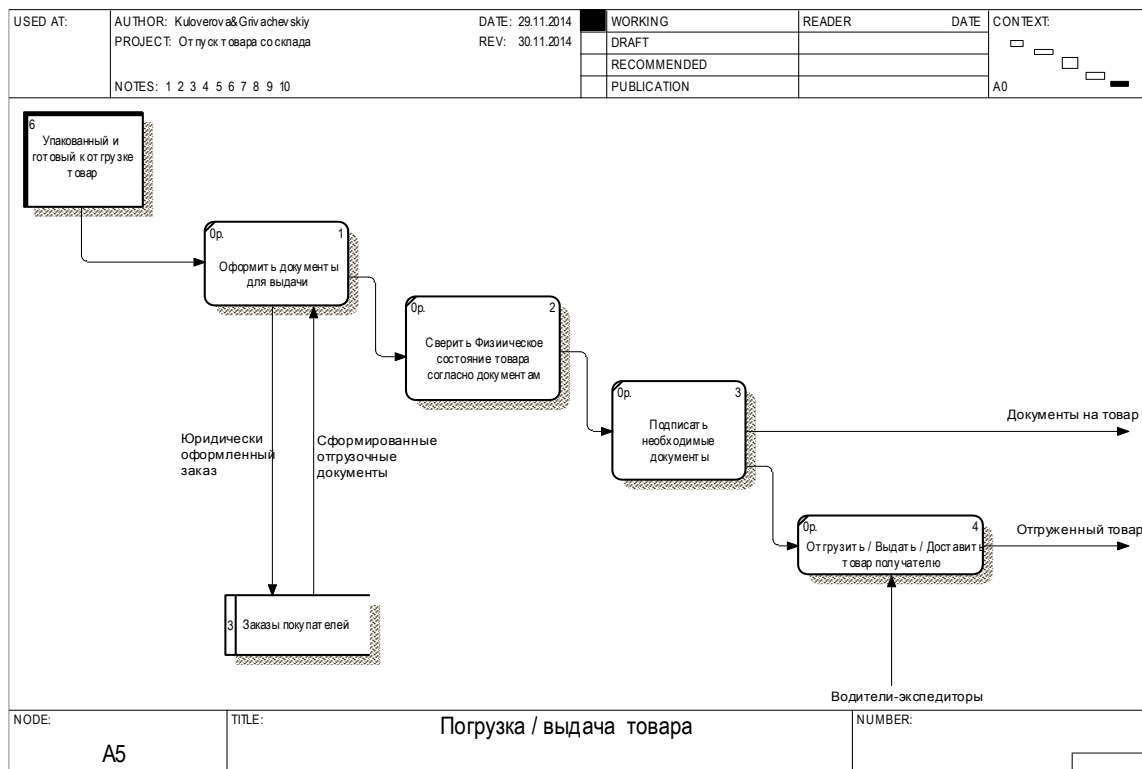 USED AT:
AUTHOR: Kuloverova&Grivachevskiy
DATE: 29.11.2014
PROJECT: Отпуск товара со склада
REV: 30.11.2014
NOTES: 1 2 3 4 5 6 7 8 9 10
WORKING
DRAFT
RECOMMENDED
PUBLICATION
READER
DATE
CONTEXT:
A0
6
Упакованный и
готовый к отгрузке
товар
0р.
1
Оформить документы
для выдачи
0р.
2
Сверить Физиическое
состояние товара
согласно документам
0р.
3
Подписать
необходимые
документы
Документы на товар
Юридически
оформленный
заказ
Сформированные
отгрузочные
документы
0р.
4
Отгрузить / Выдать / Доставить
товар получателю
Отгруженный товар
3
Заказы покупателей
Водители-экспедиторы
NODE:
A5
TITLE:
Погрузка / выдача товара
NUMBER: